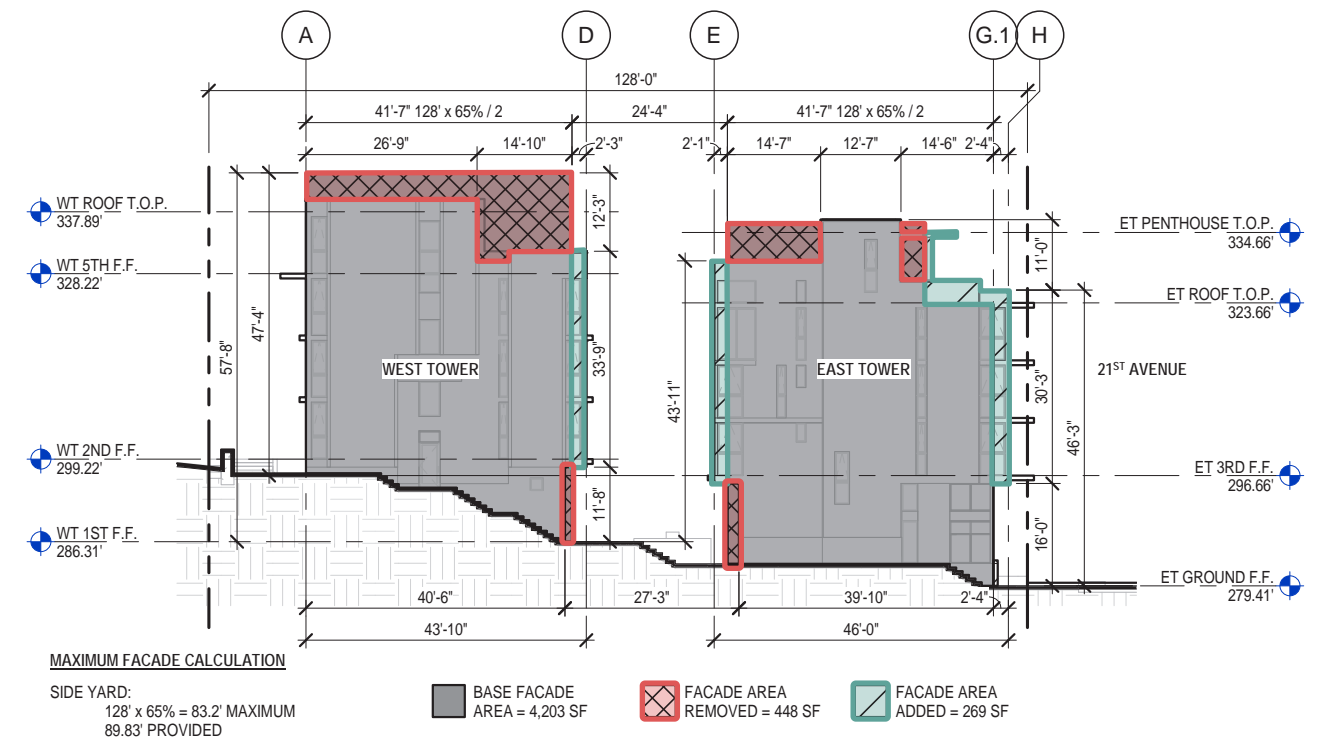 A
D
E
G.1
H
128'-0"
41'-7" 128' x 65% / 2
24'-4"
41'-7" 128' x 65% / 2
26'-9"
14'-10"
2'-3"
2'-1"
14'-7"
12'-7"
14'-6"
2'-4"
WT ROOF T.O.P.
337.89'
WT 5TH F.F.
328.22'
WT 2ND F.F.
299.22'
WT 1ST F.F.
286.31'
57'-8"
47'-4"
12'-3"
33'-9"
11'-8"
WEST TOWER
43'-11"
EAST TOWER
11'-0"
30'-3"
16'-0"
46'-3"
21ST AVENUE
ET PENTHOUSE T.O.P.
334.66'
ET ROOF T.O.P.
323.66'
ET 3RD F.F.
296.66'
ET GROUND F.F.
279.41'
40'-6"
27'-3"
39'-10"
2'-4"
43'-10"
46'-0"
MAXIMUM FACADE CALCULATION
SIDE YARD:
128' x 65% = 83.2' MAXIMUM
89.83' PROVIDED
BASE FACADE
AREA = 4,203 SF
FACADE AREA
REMOVED = 448 SF
FACADE AREA
ADDED = 269 SF